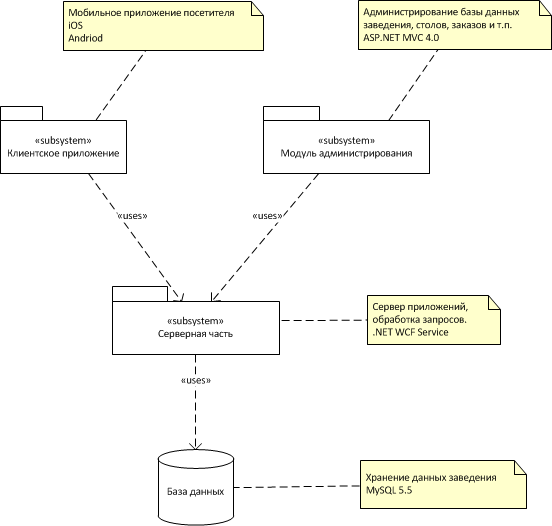 Мобильное приложение посетителя
iOS
Andriod
Администрирование базы данных
заведения, столов, заказов и т.п.
ASP.NET MVC 4.0
«subsystem»
Клиентское приложение
«subsystem»
Модуль администрирования
«uses»
«uses»
«subsystem»
Серверная часть
Сервер приложений,
обработка запросов.
.NET WCF Service
«uses»
База данных
Хранение данных заведения
MySQL 5.5